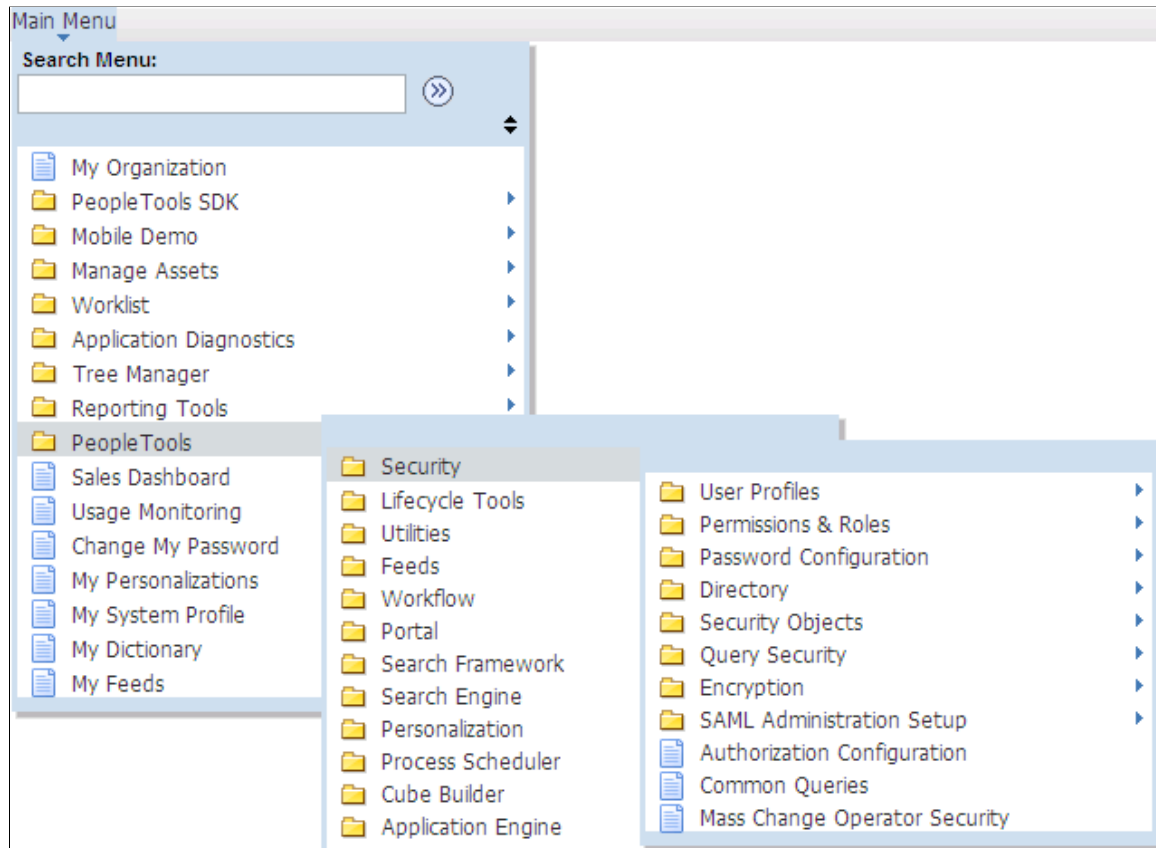 Main Menu
Search Menu:
My Organization
PeopleTools SDK
Mobile Demo
Manage Assets
Worklist
Application Diagnostics
Tree Manager
Reporting Tools
PeopleTools
Sales Dashboard
Usage Monitoring
Change My Password
My Personalizations
My System Profile
My Dictionary
My Feeds
Security
Lifecycle Tools
Utilities
Feeds
Workflow
Portal
Search Framework
Search Engine
Personalization
Process Scheduler
Cube Builder
Application Engine
User Profiles
Permissions & Roles
Password Configuration
Directory
Security Objects
Query Security
Encryption
SAML Administration Setup
Authorization Configuration
Common Queries
Mass Change Operator Security